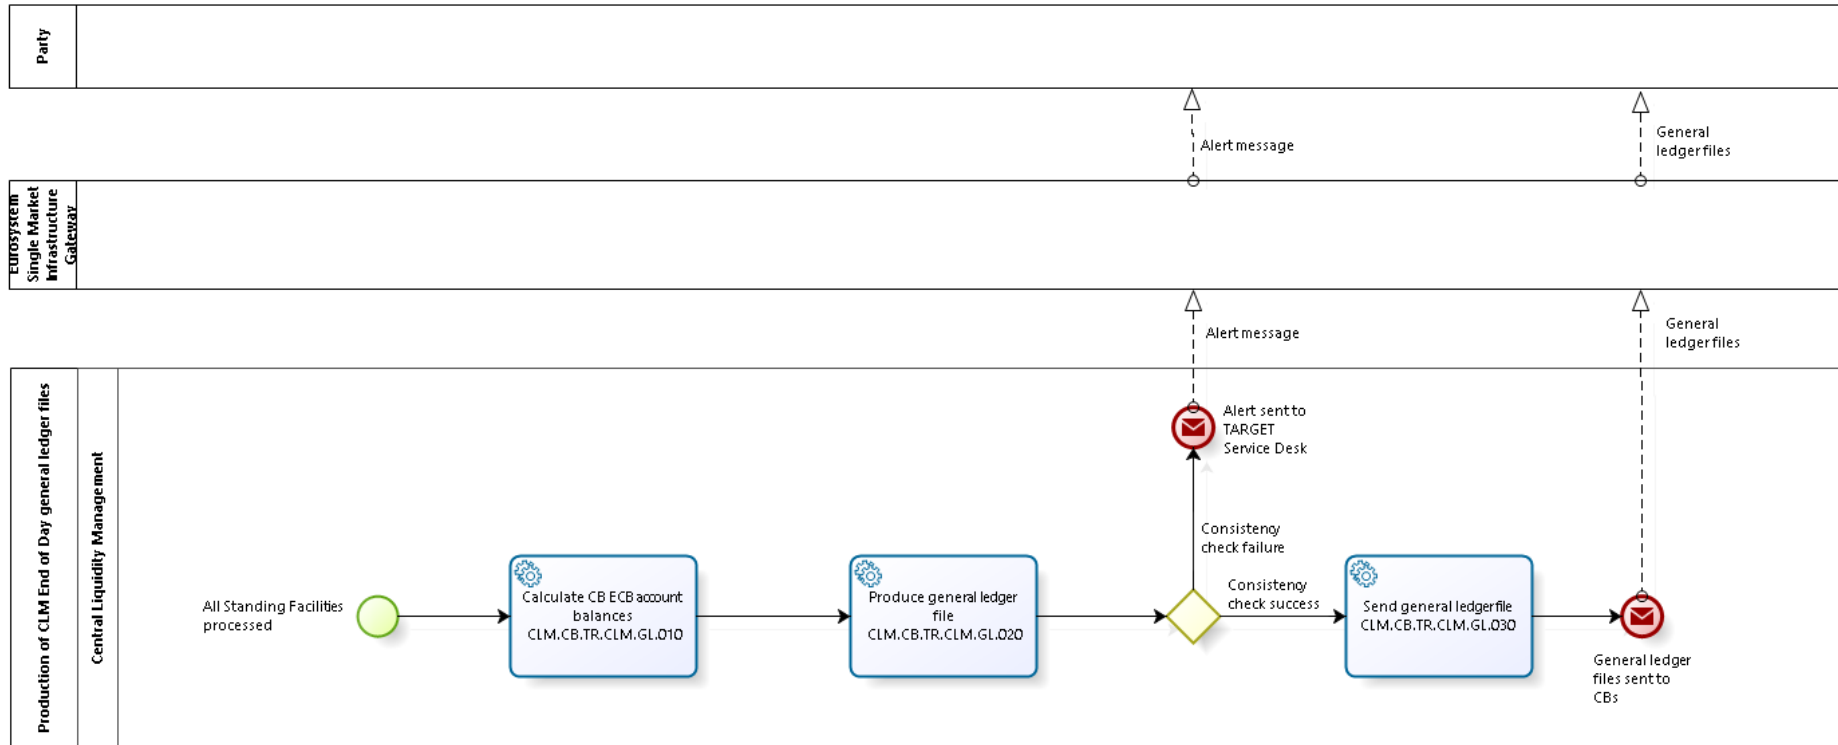 Party
Alert message
General
ledger files
Eurosystem
Single Market
Infrastructure
Gateway
Alert message
General
ledger files
Production of CLM End of Day general ledger files
Central Liquidity Management
Alert sent to
TARGET
Service Desk
Consistency
check failure
All Standing Facilities
processed
Calculate CB ECB account
balances
CLM.CB.TR.CLM.GL.010
Produce general ledger
file
CLM.CB.TR.CLM.GL.020
Consistency
check success
Send general ledger file
CLM.CB.TR.CLM.GL.030
General ledger
files sent to
CBs